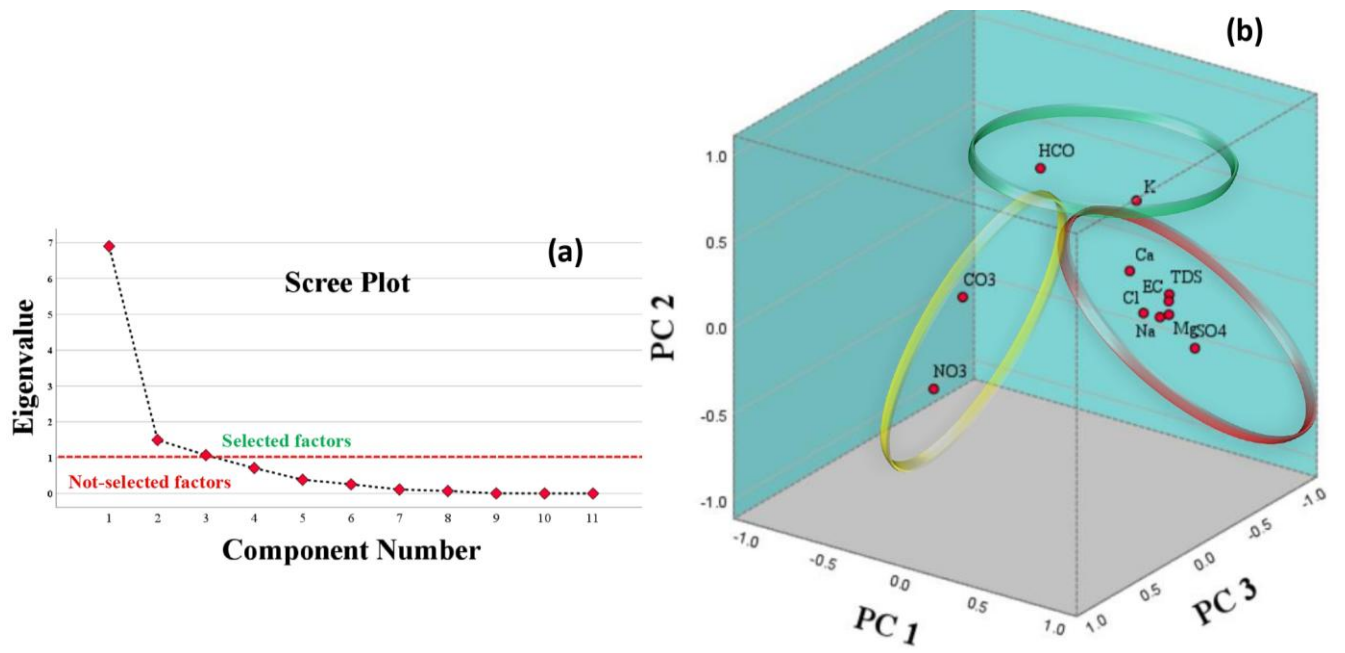 (a)
Scree Plot
Eigenvalue
7
6
5
4
3
2
1
0
Selected factors
Not-selected factors
1 2 3 4 5 6 7 8 9 10 11
Component Number
(b)
PC 2
1.0
0.5
0.0
-0.5
-1.0
HCO
K
Ca
TDS
EC
Cl
Na
Mg
SO4
CO3
NO3
-1.0 -0.5 0.0 0.5 1.0
PC 1
1.0 0.5 0.0 -0.5 -1.0
PC 3